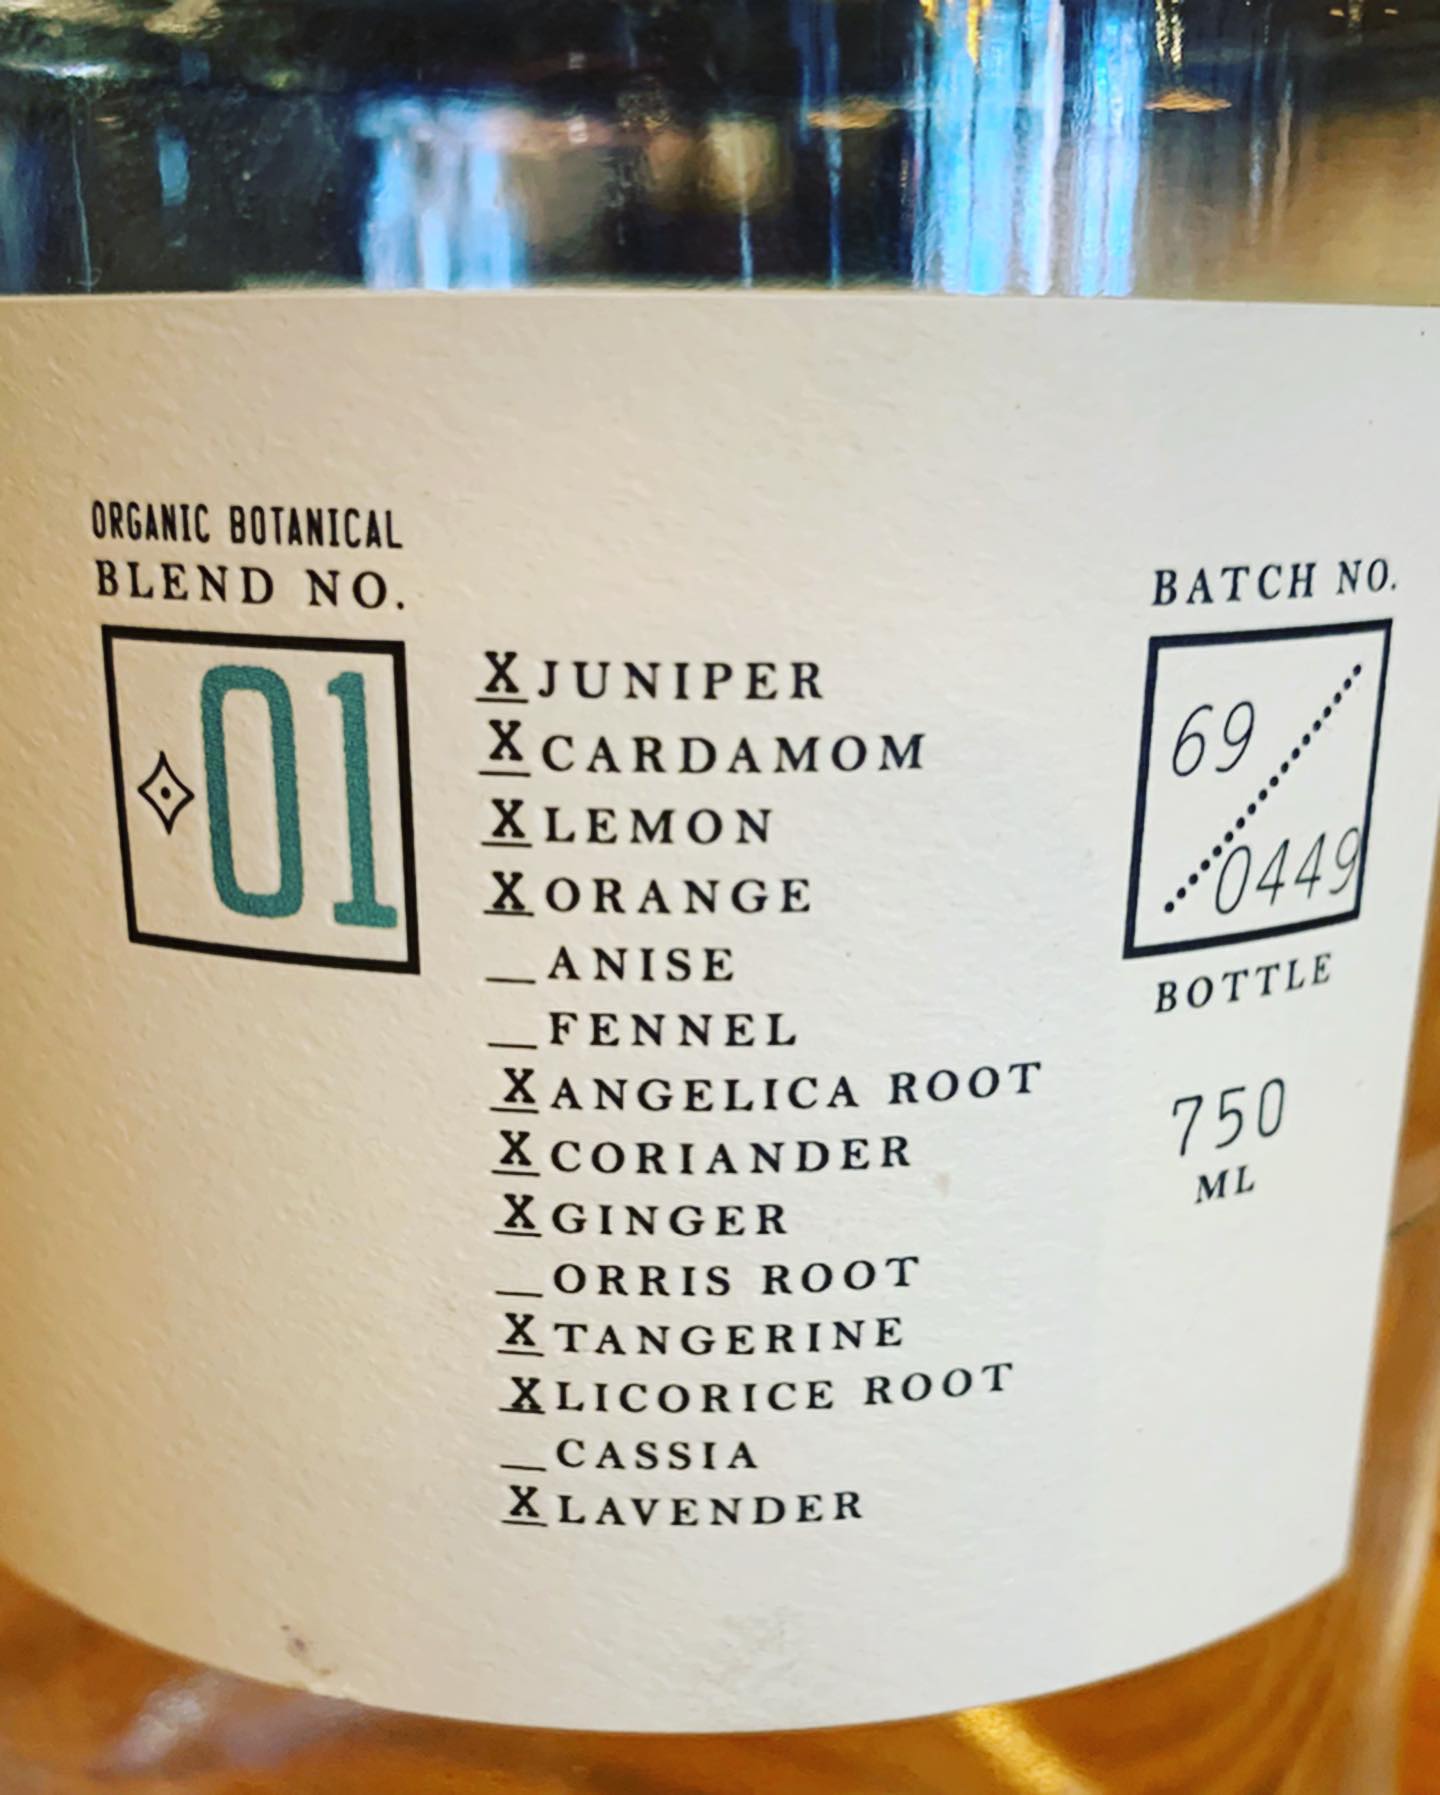 ORGANIC BOTANICAL
BLEND NO.
01
X JUNIPER
X CARDAMOM
X LEMON
X ORANGE
_ ANISE
_ FENNEL
X ANGELICA ROOT
X CORIANDER
X GINGER
_ ORRIS ROOT
X TANGERINE
X LICORICE ROOT
_ CASSIA
X LAVENDER
BATCH NO.
69
0449
BOTTLE
750
ML